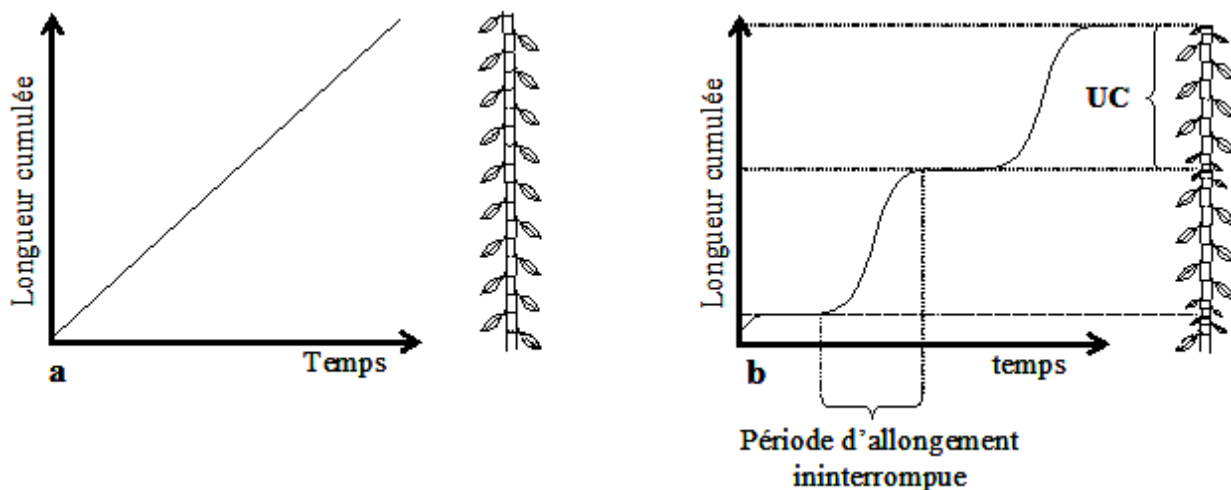 Longueur cumulée
Temps
a
Longueur cumulée
UC
temps
b
Période d'allongement
ininterrompue